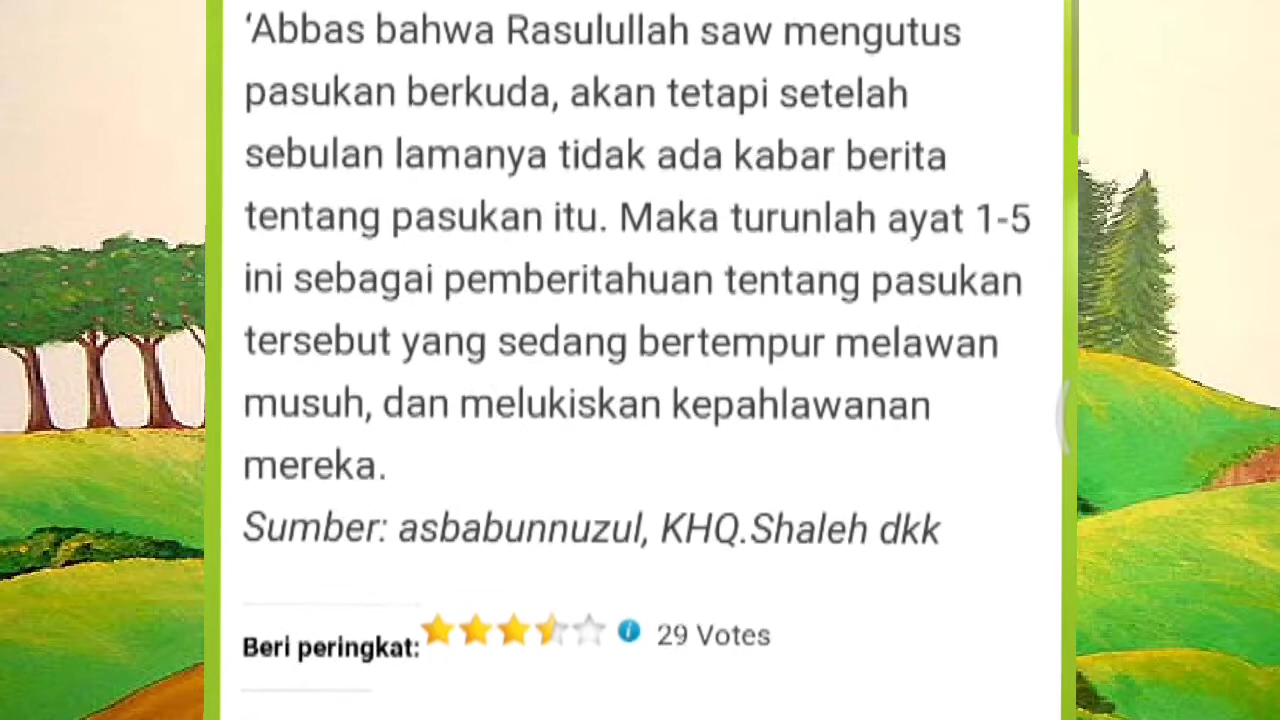 ‘Abbas bahwa Rasulullah saw mengutus
pasukan berkuda, akan tetapi setelah
sebulan lamanya tidak ada kabar berita
tentang pasukan itu. Maka turunlah ayat 1-5
ini sebagai pemberitahuan tentang pasukan
tersebut yang sedang bertempur melawan
musuh, dan melukiskan kepahlawanan
mereka.
Sumber: asbabunnuzul, KHQ.Shaleh dkk
Beri peringkat: i 29 Votes